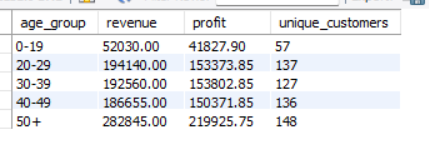 age_group revenue profit unique_customers
0-19 52030.00 41827.90 57
20-29 194140.00 153373.85 137
30-39 192560.00 153802.85 127
40-49 186655.00 150371.85 136
50+ 282845.00 219925.75 148